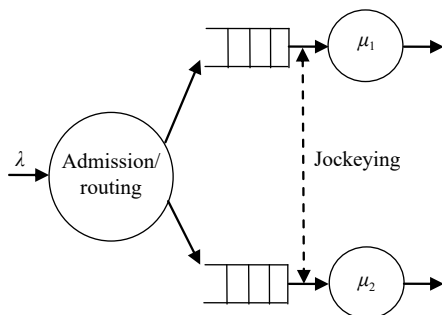 μ1
λ
Admission/
routing
Jockeying
μ2